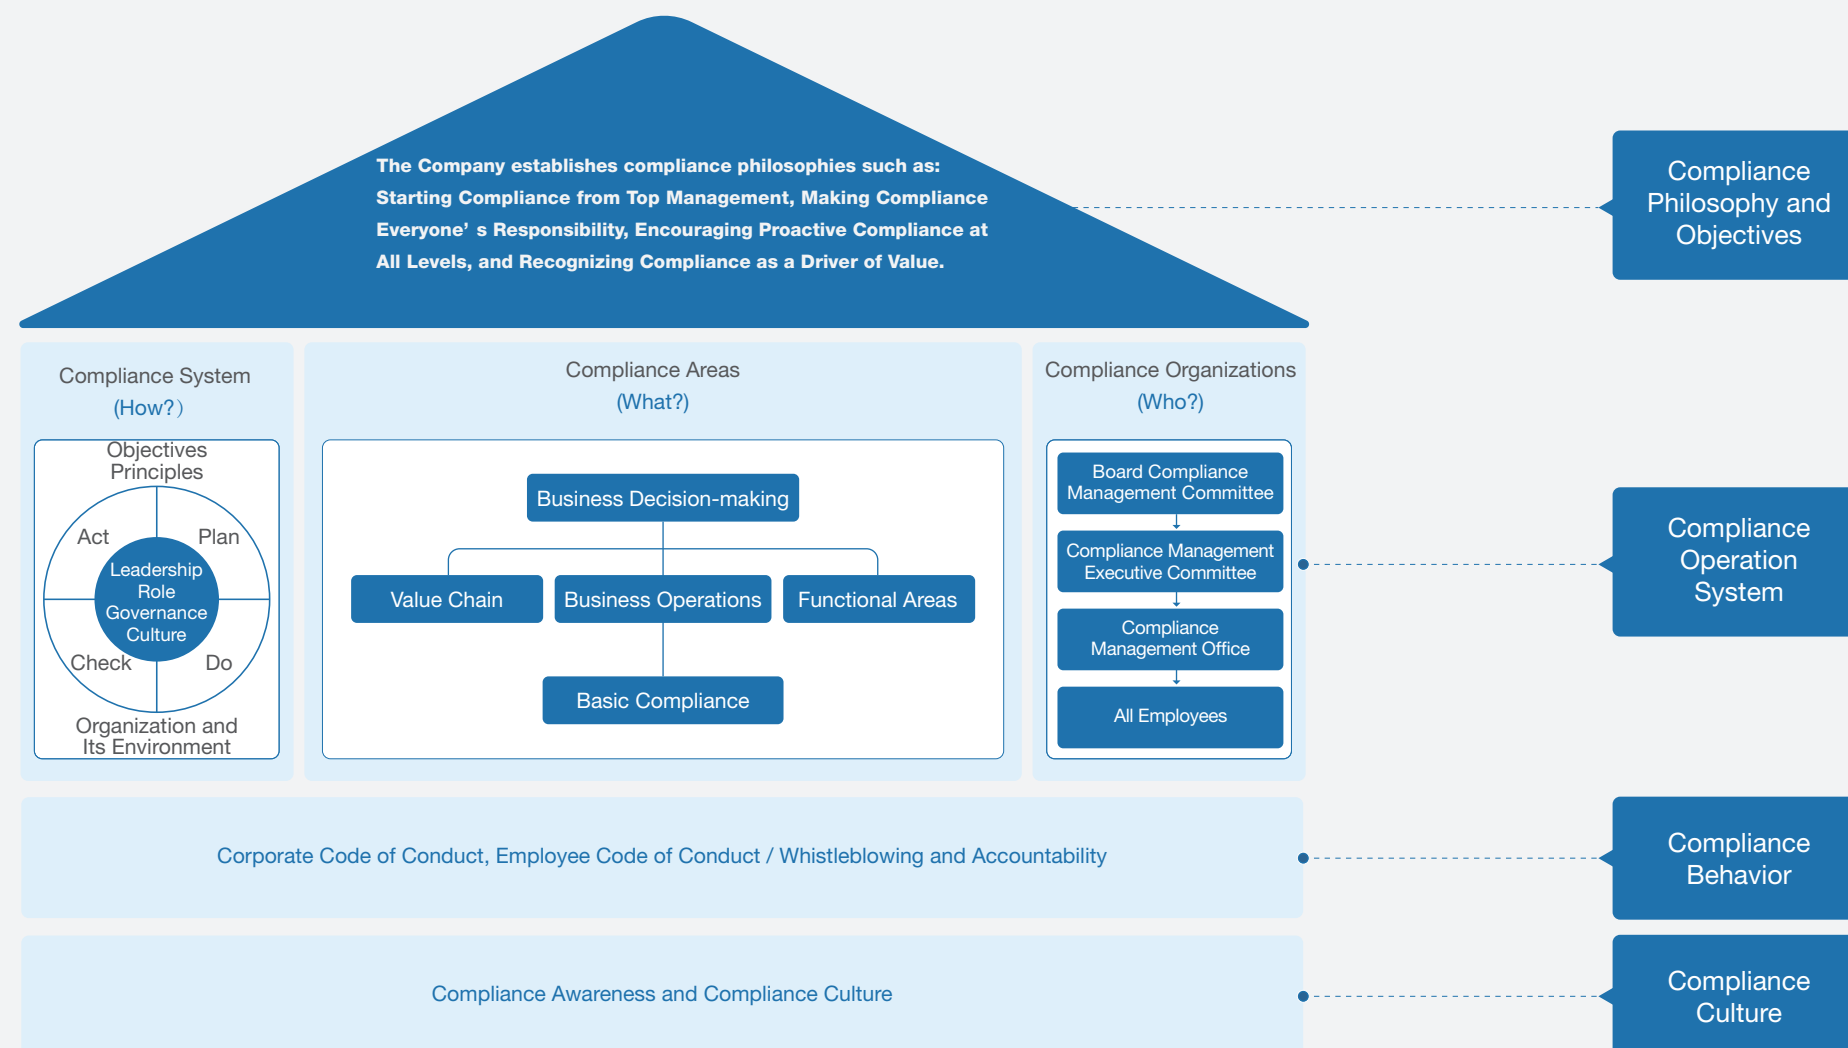 The Company establishes compliance philosophies such as:
Starting Compliance from Top Management, Making Compliance
Everyone’ s Responsibility, Encouraging Proactive Compliance at
All Levels, and Recognizing Compliance as a Driver of Value.
Compliance
Philosophy and
Objectives
Compliance System
(How?)
Objectives
Principles
Act
Plan
Leadership
Role
Governance
Culture
Check
Do
Organization and
Its Environment
Compliance Areas
(What?)
Business Decision-making
Value Chain
Business Operations
Functional Areas
Basic Compliance
Compliance Organizations
(Who?)
Board Compliance
Management Committee
Compliance Management
Executive Committee
Compliance
Management Office
All Employees
Compliance
Operation
System
Corporate Code of Conduct, Employee Code of Conduct / Whistleblowing and Accountability
Compliance
Behavior
Compliance Awareness and Compliance Culture
Compliance
Culture